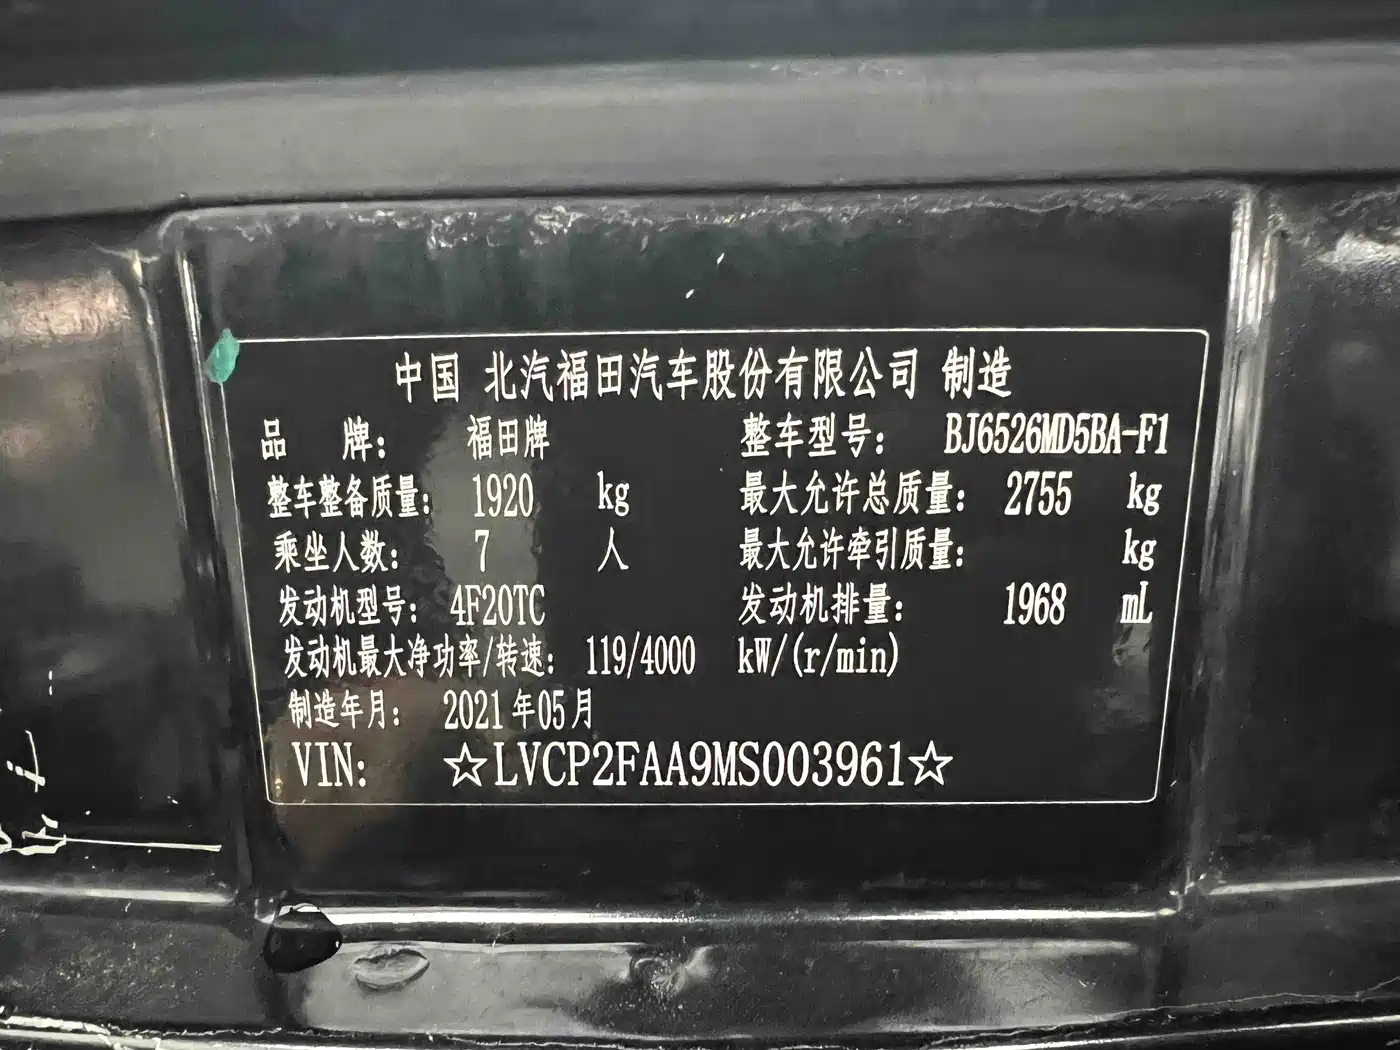 中国 北汽福田汽车股份有限公司 制造
品 牌： 福田牌 整车型号： BJ6526MD5BA-F1
整车整备质量： 1920 kg 最大允许总质量： 2755 kg
乘坐人数： 7 人 最大允许牵引质量： kg
发动机型号： 4F20TC 发动机排量： 1968 mL
发动机最大净功率/转速： 119/4000 kW/(r/min)
制造年月： 2021年05月
VIN: ☆LVCP2FAA9MS003961☆